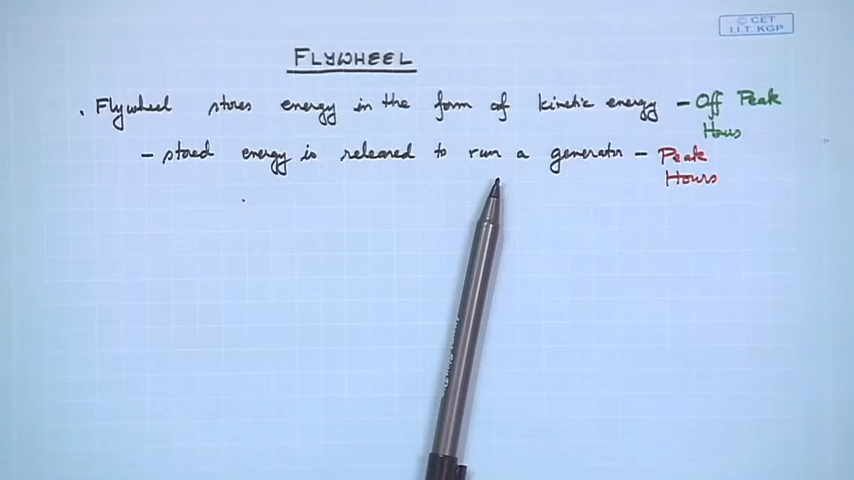 © CET
I.I.T. KGP
FLYWHEEL
. Flywheel stores energy in the form of kinetic energy – Off Peak
Hours
– stored energy is released to run a generator – Peak
Hours